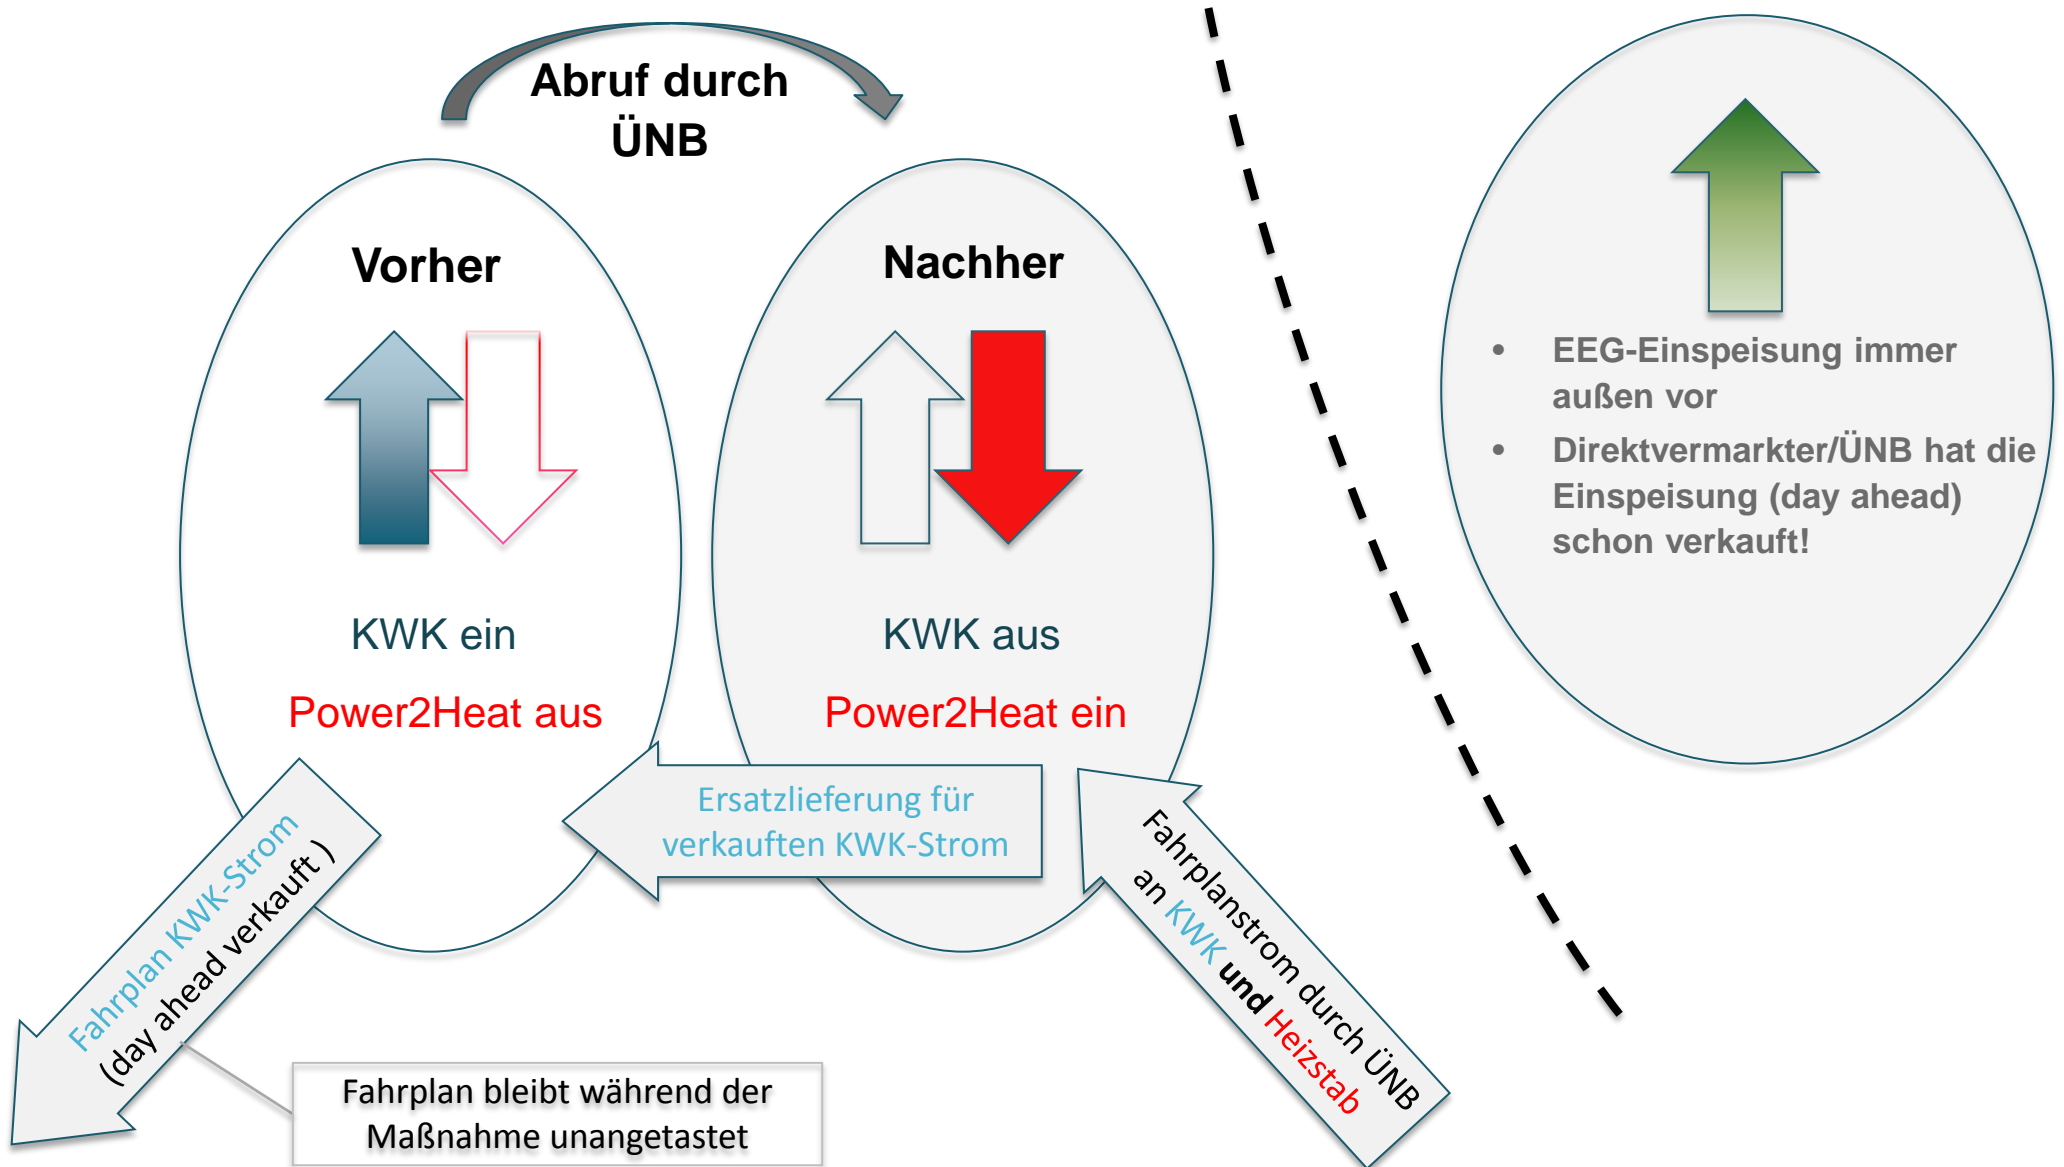 Abruf durch
ÜNB
Vorher
KWK ein
Power2Heat aus
Nachher
KWK aus
Power2Heat ein
Ersatzlieferung für
verkauften KWK-Strom
Fahrplan KWK-Strom
(day ahead verkauft )
Fahrplan bleibt während der
Maßnahme unangetastet
Fahrplanstrom durch ÜNB
an KWK und Heizstab
• EEG-Einspeisung immer
außen vor
• Direktvermarkter/ÜNB hat die
Einspeisung (day ahead)
schon verkauft!